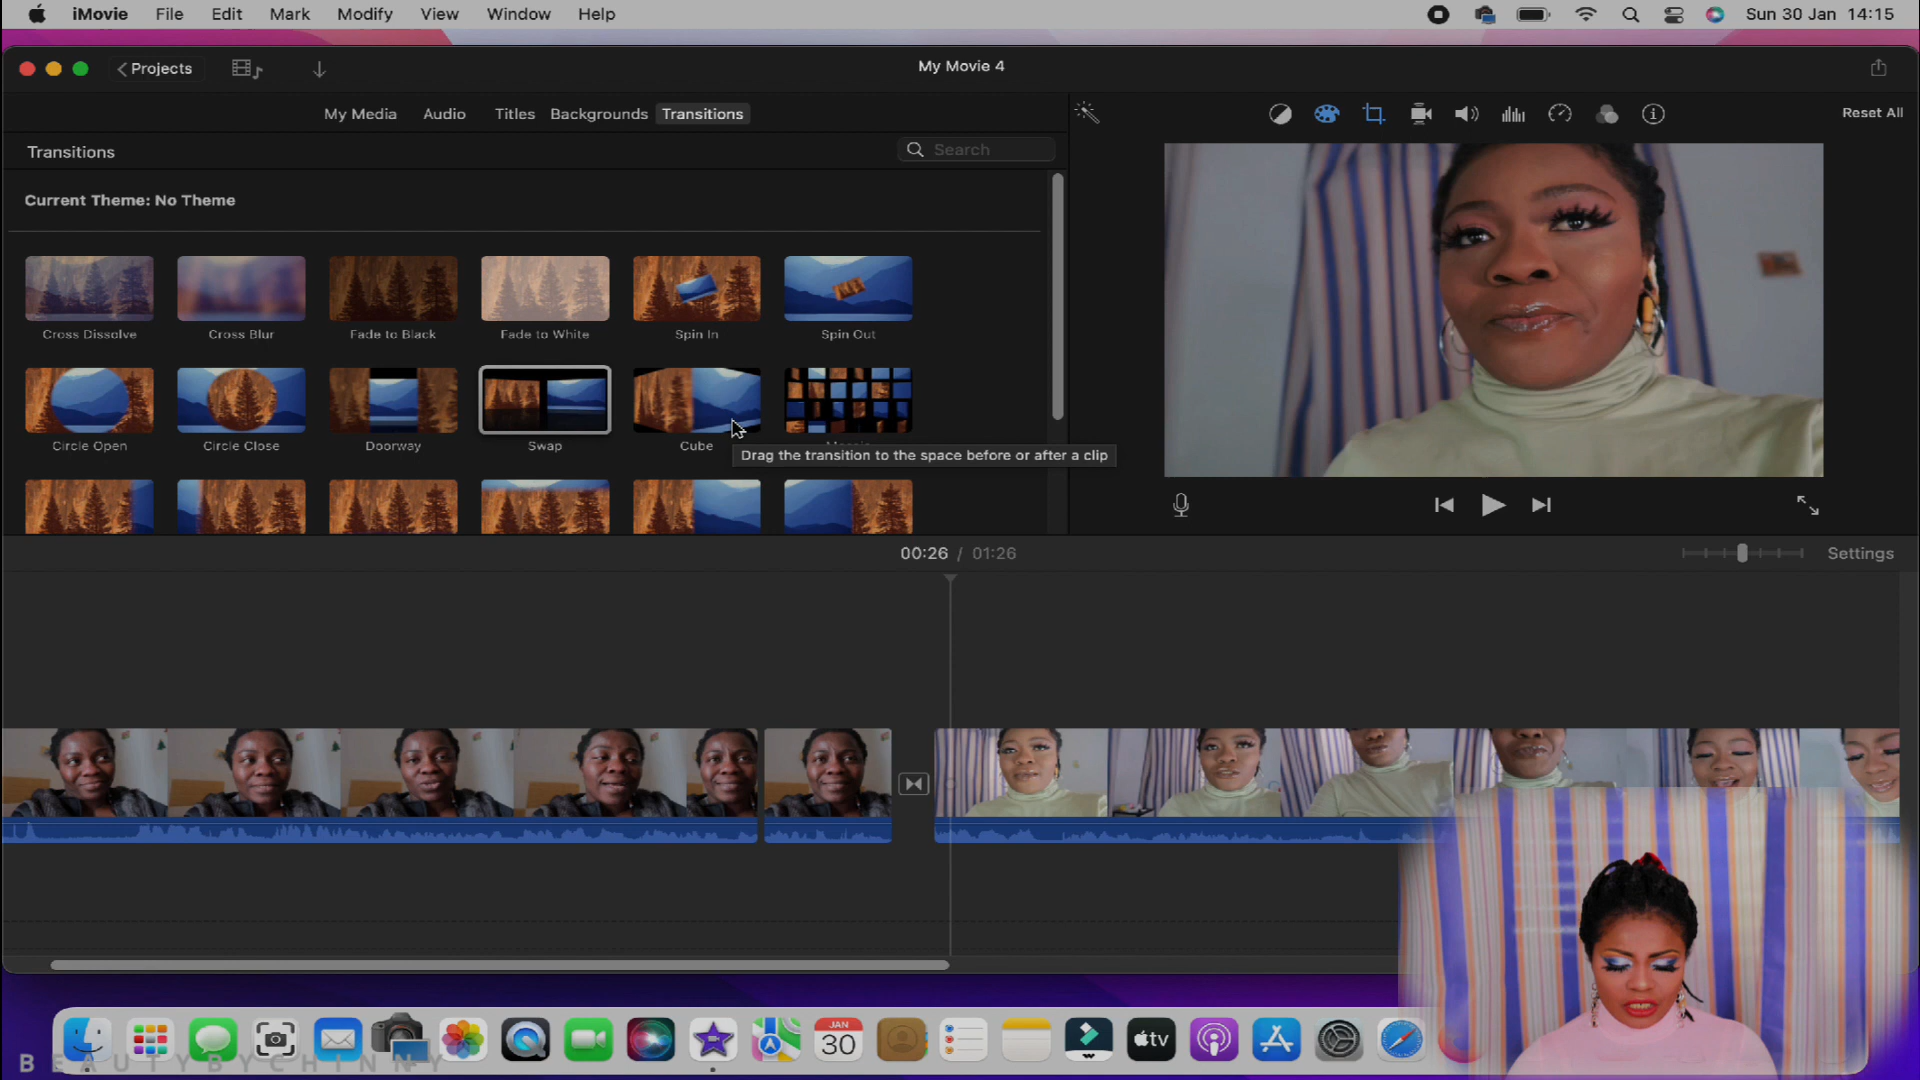 iMovie File Edit Mark Modify View Window Help Sun 30 Jan 14:15
Projects My Movie 4
My Media Audio Titles Backgrounds Transitions Reset All
Transitions Search
Current Theme: No Theme
Cross Dissolve Cross Blur Fade to Black Fade to White Spin In Spin Out
Circle Open Circle Close Doorway Swap Cube
Drag the transition to the space before or after a clip
00:26 / 01:26 Settings
JAN
30
tv
BEAUTYBYCHINNY